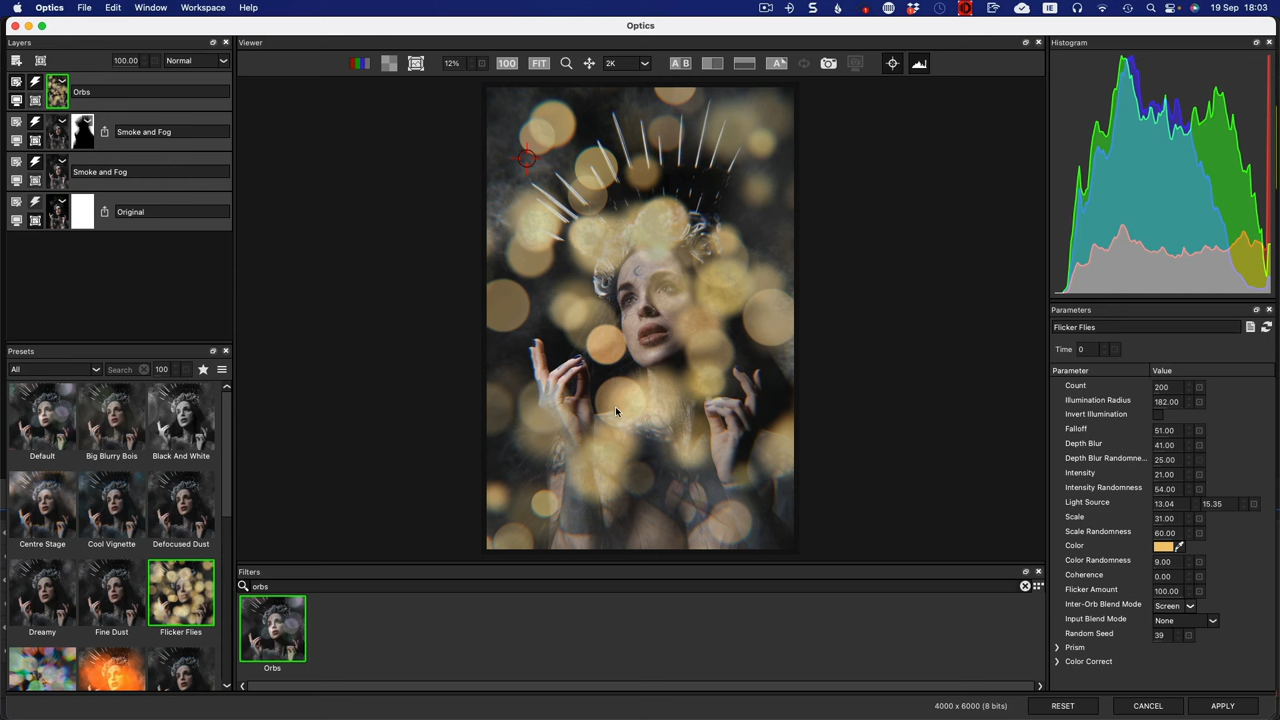 Optics File Edit Window Workspace Help 19 Sep 18:03
Optics
Layers
100.00 Normal
Orbs
Smoke and Fog
Smoke and Fog
Original
Presets
All Search 100
Default Big Blurry Bois Black And White
Centre Stage Cool Vignette Defocused Dust
Dreamy Fine Dust Flicker Flies
Viewer
12% 100 FIT 2K A B A
Filters
orbs
Orbs
Histogram
Parameters
Flicker Flies
Time 0
Parameter Value
Count 200
Illumination Radius 182.00
Invert Illumination
Falloff 51.00
Depth Blur 41.00
Depth Blur Randomne... 25.00
Intensity 21.00
Intensity Randomness 54.00
Light Source 13.04 15.35
Scale 31.00
Scale Randomness 60.00
Color
Color Randomness 9.00
Coherence 0.00
Flicker Amount 100.00
Inter-Orb Blend Mode Screen
Input Blend Mode None
Random Seed 39
Prism
Color Correct
4000 x 6000 (8 bits) RESET CANCEL APPLY